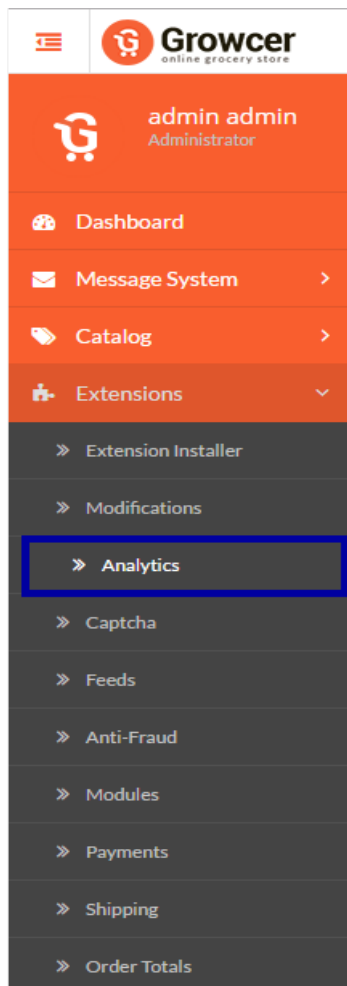 Growcer
online grocery store
admin admin
Administrator
Dashboard
Message System
Catalog
Extensions
Extension Installer
Modifications
Analytics
Captcha
Feeds
Anti-Fraud
Modules
Payments
Shipping
Order Totals